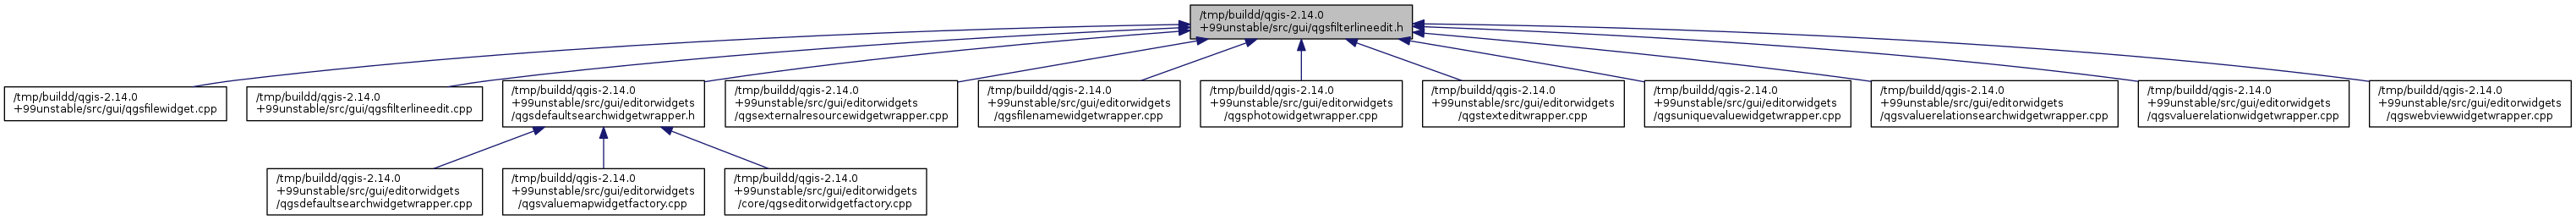 /tmp/buildd/qgis-2.14.0
+99unstable/src/gui/qgsfilterlineedit.h
/tmp/buildd/qgis-2.14.0
+99unstable/src/gui/qgsfilewidget.cpp
/tmp/buildd/qgis-2.14.0
+99unstable/src/gui/qgsfilterlineedit.cpp
/tmp/buildd/qgis-2.14.0
+99unstable/src/gui/editorwidgets
/qgsdefaultsearchwidgetwrapper.h
/tmp/buildd/qgis-2.14.0
+99unstable/src/gui/editorwidgets
/qgsexternalresourcewidgetwrapper.cpp
/tmp/buildd/qgis-2.14.0
+99unstable/src/gui/editorwidgets
/qgsfilenamewidgetwrapper.cpp
/tmp/buildd/qgis-2.14.0
+99unstable/src/gui/editorwidgets
/qgsphotowidgetwrapper.cpp
/tmp/buildd/qgis-2.14.0
+99unstable/src/gui/editorwidgets
/qgstexteditwrapper.cpp
/tmp/buildd/qgis-2.14.0
+99unstable/src/gui/editorwidgets
/qgsuniquevaluewidgetwrapper.cpp
/tmp/buildd/qgis-2.14.0
+99unstable/src/gui/editorwidgets
/qgsvaluerelationsearchwidgetwrapper.cpp
/tmp/buildd/qgis-2.14.0
+99unstable/src/gui/editorwidgets
/qgsvaluerelationwidgetwrapper.cpp
/tmp/buildd/qgis-2.14.0
+99unstable/src/gui/editorwidgets
/qgswebviewwidgetwrapper.cpp
/tmp/buildd/qgis-2.14.0
+99unstable/src/gui/editorwidgets
/qgsdefaultsearchwidgetwrapper.cpp
/tmp/buildd/qgis-2.14.0
+99unstable/src/gui/editorwidgets
/qgsvaluemapwidgetfactory.cpp
/tmp/buildd/qgis-2.14.0
+99unstable/src/gui/editorwidgets
/core/qgseditorwidgetfactory.cpp